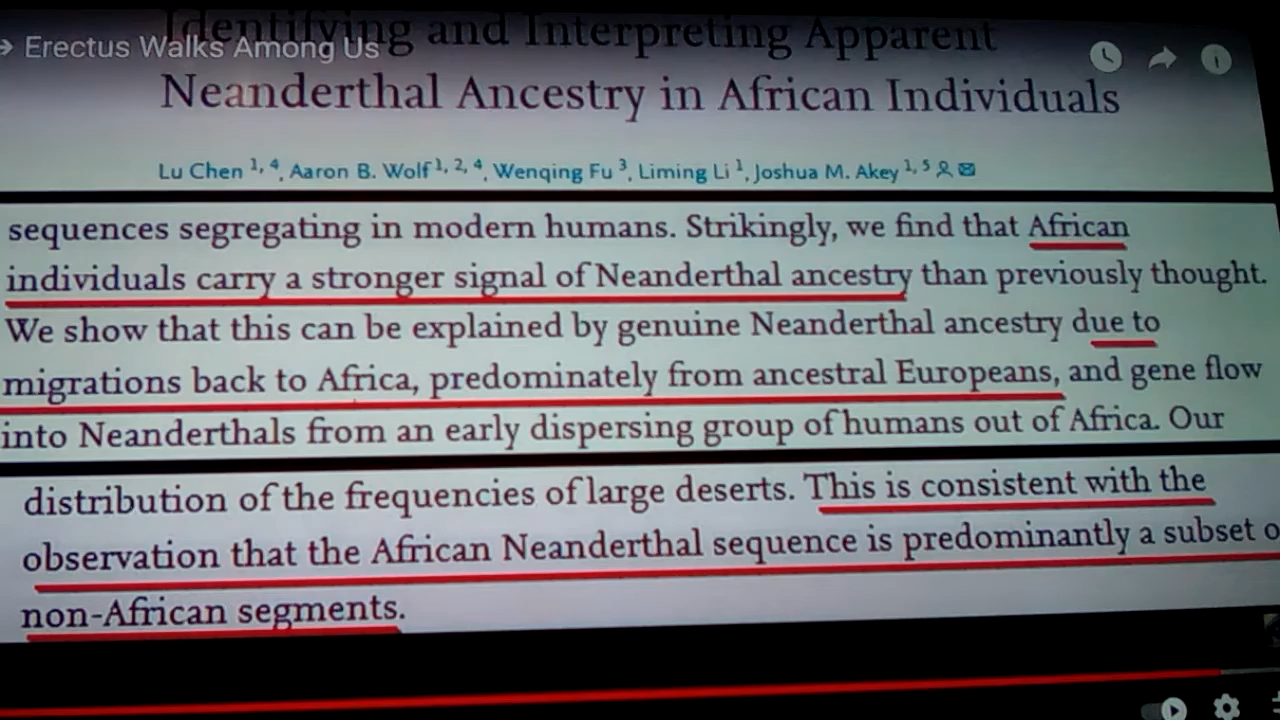 Identifying and Interpreting Apparent
→ Erectus Walks Among Us
Neanderthal Ancestry in African Individuals
Lu Chen 1, 4, Aaron B. Wolf 1, 2, 4, Wenqing Fu 3, Liming Li 1, Joshua M. Akey 1, 5
sequences segregating in modern humans. Strikingly, we find that African
individuals carry a stronger signal of Neanderthal ancestry than previously thought.
We show that this can be explained by genuine Neanderthal ancestry due to
migrations back to Africa, predominately from ancestral Europeans, and gene flow
into Neanderthals from an early dispersing group of humans out of Africa. Our
distribution of the frequencies of large deserts. This is consistent with the
observation that the African Neanderthal sequence is predominantly a subset o
non-African segments.